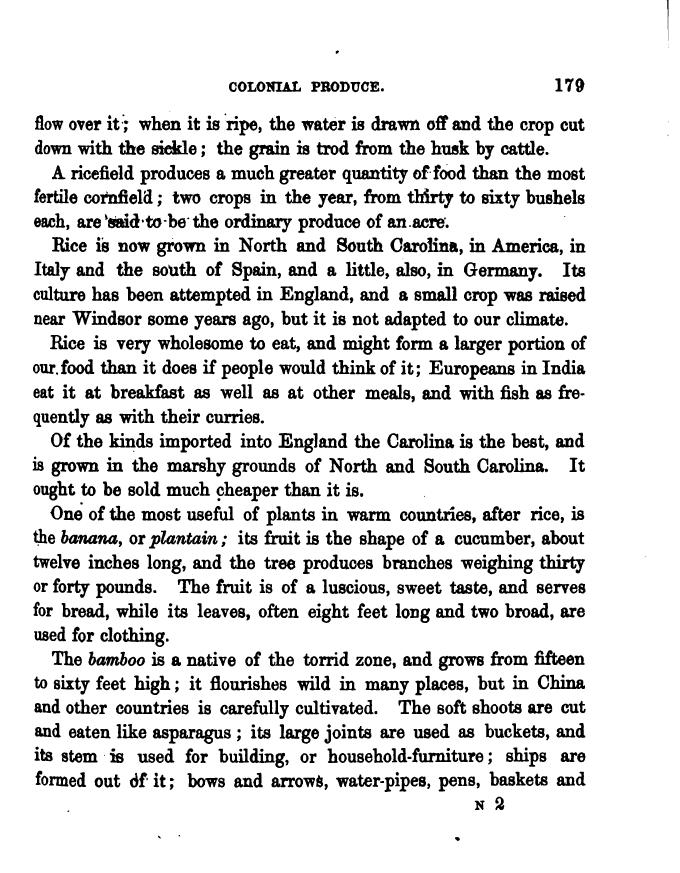 COLONIAL PRODUCE. 179
flow over it; when it is ripe, the water is drawn off and the crop cut
down with the sickle; the grain is trod from the husk by cattle.
A ricefield produces a much greater quantity of food than the most
fertile cornfield; two crops in the year, from thirty to sixty bushels
each, are said to be the ordinary produce of an acre.
Rice is now grown in North and South Carolina, in America, in
Italy and the south of Spain, and a little, also, in Germany. Its
culture has been attempted in England, and a small crop was raised
near Windsor some years ago, but it is not adapted to our climate.
Rice is very wholesome to eat, and might form a larger portion of
our food than it does if people would think of it; Europeans in India
eat it at breakfast as well as at other meals, and with fish as fre-
quently as with their curries.
Of the kinds imported into England the Carolina is the best, and
is grown in the marshy grounds of North and South Carolina. It
ought to be sold much cheaper than it is.
One of the most useful of plants in warm countries, after rice, is
the banana, or plantain; its fruit is the shape of a cucumber, about
twelve inches long, and the tree produces branches weighing thirty
or forty pounds. The fruit is of a luscious, sweet taste, and serves
for bread, while its leaves, often eight feet long and two broad, are
used for clothing.
The bamboo is a native of the torrid zone, and grows from fifteen
to sixty feet high; it flourishes wild in many places, but in China
and other countries is carefully cultivated. The soft shoots are cut
and eaten like asparagus; its large joints are used as buckets, and
its stem is used for building, or household-furniture; ships are
formed out of it; bows and arrows, water-pipes, pens, baskets and
N 2